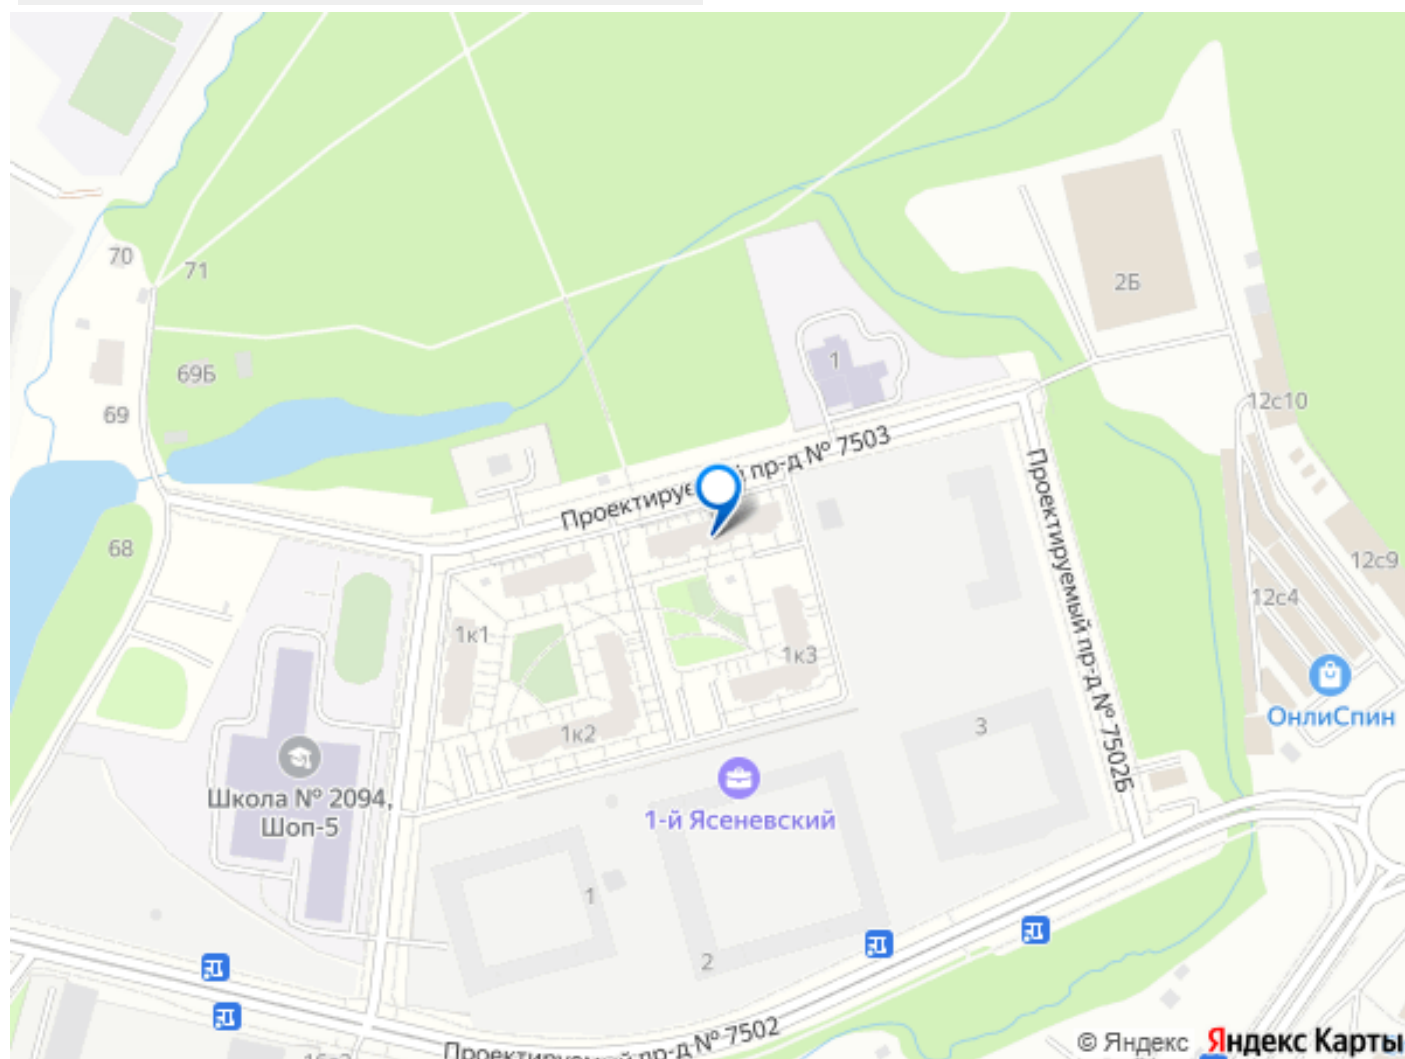 70
71
2Б
1
69Б
69
12с10
Проектируемый пр-д № 7503
Проектируемый пр-д № 7502Б
68
12с9
12с4
1к1
1к3
ОнлиСпин
1к2
3
Школа № 2094,
Шоп-5
1-й Ясеневский
1
2
Проектируемый пр-д № 7502
© Яндекс Яндекс Карты